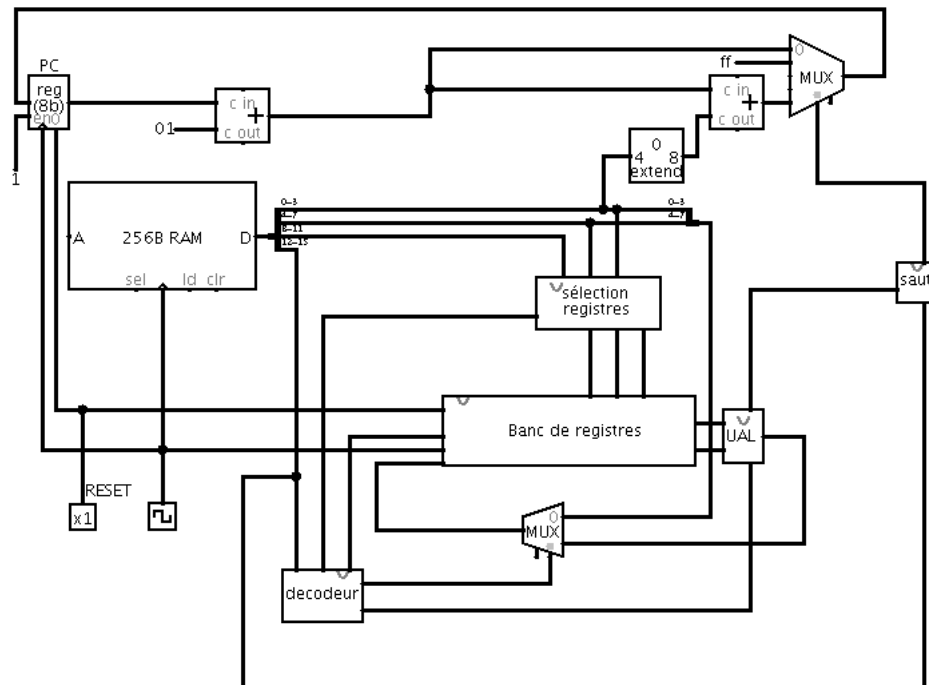 PC
reg
(8b)
en0
1
c in
+
c out
01
0
ff
MUX
c in
+
c out
0
4 8
extend
A
256B RAM
D
sel
ld
clr
0-3
4-7
8-11
12-15
0-3
4-7
sélection
registres
saut
Banc de registres
UAL
RESET
x1
0
MUX
decodeur